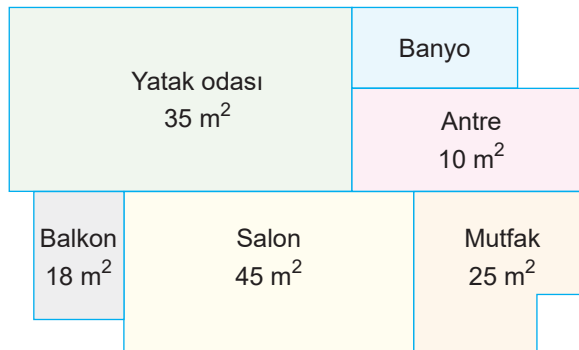 Yatak odası
35 m²
Banyo
Antre
10 m²
Balkon
18 m²
Salon
45 m²
Mutfak
25 m²